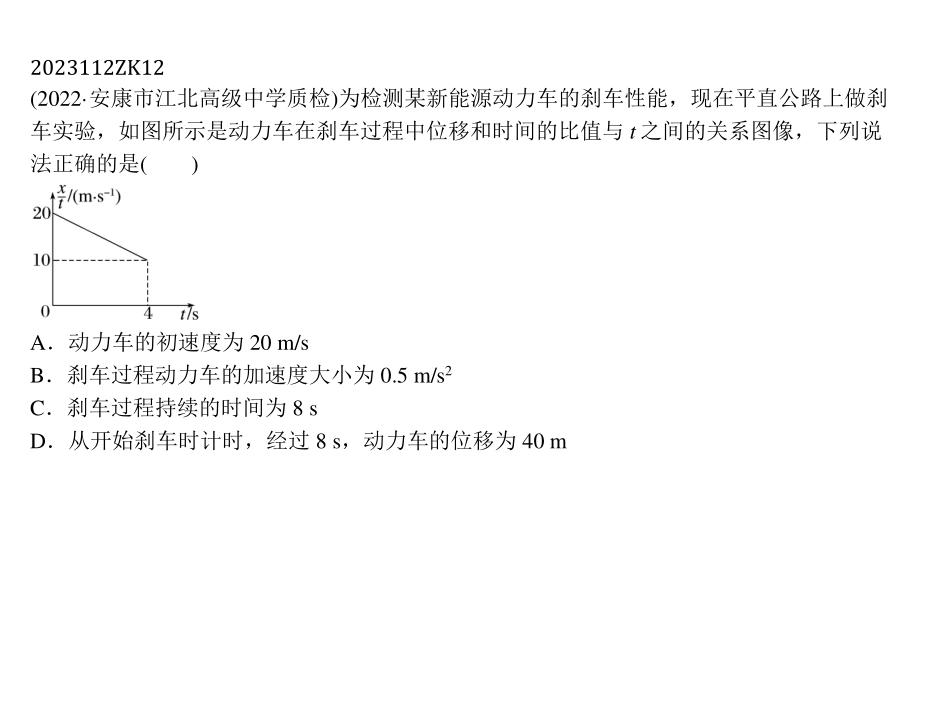 2023112ZK12
(2022·安康市江北高级中学质检)为检测某新能源动力车的刹车性能，现在平直公路上做刹
车实验，如图所示是动力车在刹车过程中位移和时间的比值与 t 之间的关系图像，下列说
法正确的是(　　)
x/t/(m·s⁻¹)
20
10
0　4　t/s
A．动力车的初速度为 20 m/s
B．刹车过程动力车的加速度大小为 0.5 m/s²
C．刹车过程持续的时间为 8 s
D．从开始刹车时计时，经过 8 s，动力车的位移为 40 m